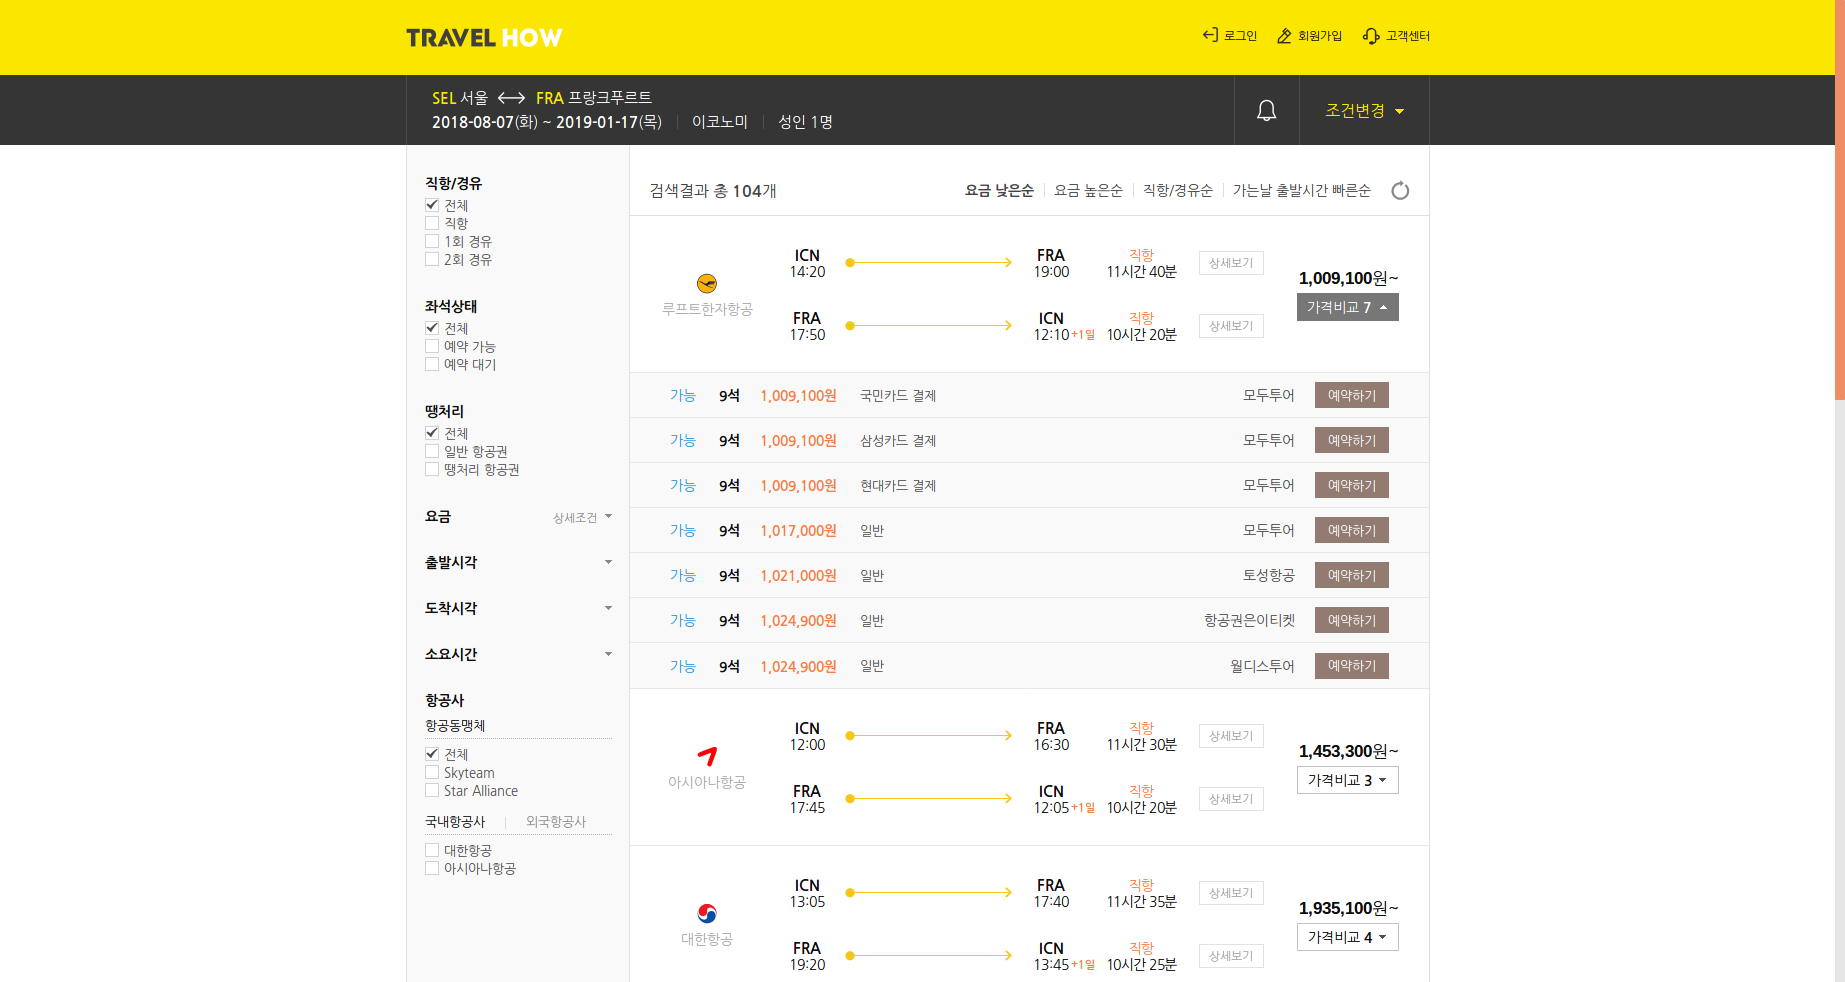 TRAVEL HOW
로그인
회원가입
고객센터
SEL 서울 FRA 프랑크푸르트
2018-08-07(화) ~ 2019-01-17(목) 이코노미 성인 1명
조건변경
직항/경유
전체
직항
1회 경유
2회 경유
좌석상태
전체
예약 가능
예약 대기
땡처리
전체
일반 항공권
땡처리 항공권
요금 상세조건
출발시각
도착시각
소요시간
항공사
항공동맹체
전체
Skyteam
Star Alliance
국내항공사 외국항공사
대한항공
아시아나항공
검색결과 총 104개
요금 낮은순 요금 높은순 직항/경유순 가는날 출발시간 빠른순
루프트한자항공
ICN FRA 직항 상세보기
14:20 19:00 11시간 40분
FRA ICN 직항 상세보기
17:50 12:10 +1일 10시간 20분
1,009,100원~
가격비교 7
가능 9석 1,009,100원 국민카드 결제 모두투어 예약하기
가능 9석 1,009,100원 삼성카드 결제 모두투어 예약하기
가능 9석 1,009,100원 현대카드 결제 모두투어 예약하기
가능 9석 1,017,000원 일반 모두투어 예약하기
가능 9석 1,021,000원 일반 토성항공 예약하기
가능 9석 1,024,900원 일반 항공권은이티켓 예약하기
가능 9석 1,024,900원 일반 월디스투어 예약하기
아시아나항공
ICN FRA 직항 상세보기
12:00 16:30 11시간 30분
FRA ICN 직항 상세보기
17:45 12:05 +1일 10시간 20분
1,453,300원~
가격비교 3
대한항공
ICN FRA 직항 상세보기
13:05 17:40 11시간 35분
FRA ICN 직항 상세보기
19:20 13:45 +1일 10시간 25분
1,935,100원~
가격비교 4